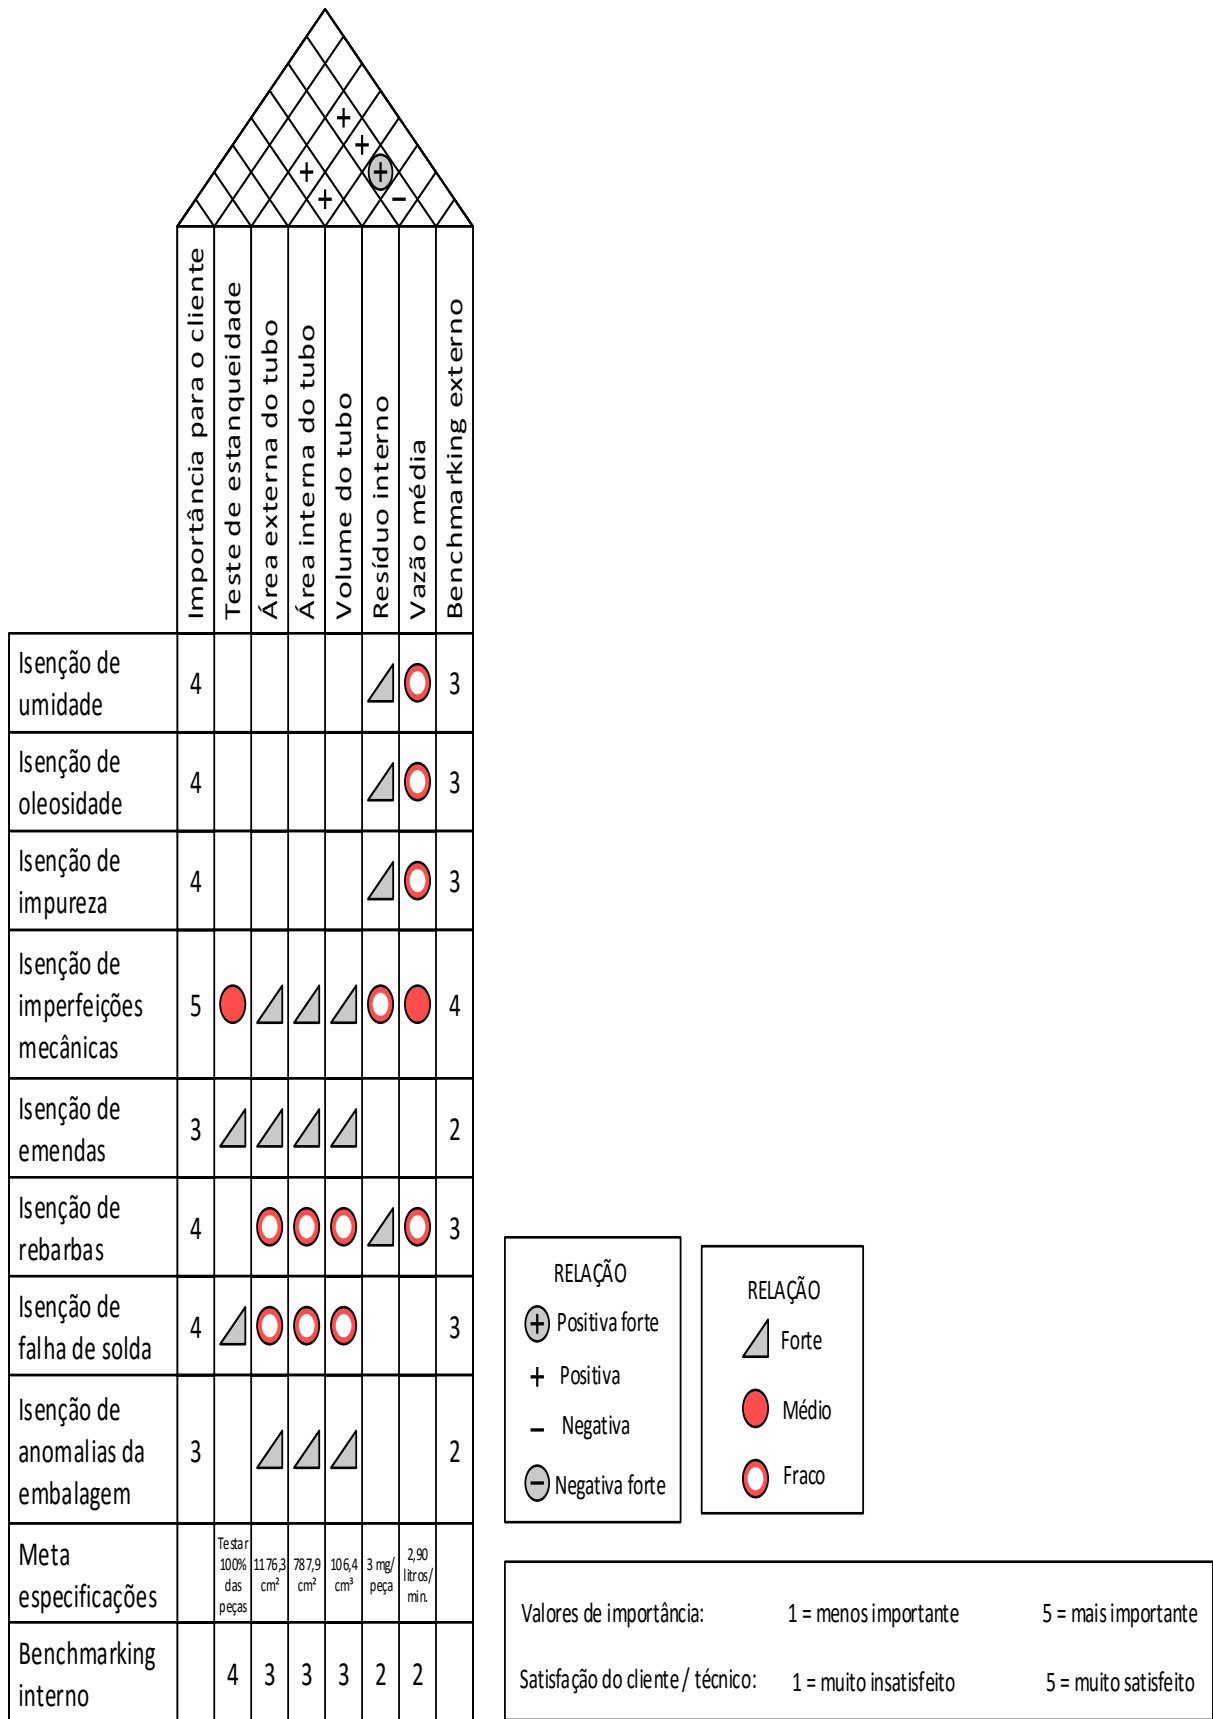 +
+
+ +
+ −
Importância para o cliente
Teste de estanqueidade
Área externa do tubo
Área interna do tubo
Volume do tubo
Resíduo interno
Vazão média
Benchmarking externo
Isenção de
umidade
4
3
Isenção de
oleosidade
4
3
Isenção de
impureza
4
3
Isenção de
imperfeições
mecânicas
5
4
Isenção de
emendas
3
2
Isenção de
rebarbas
4
3
Isenção de
falha de solda
4
3
Isenção de
anomalias da
embalagem
3
2
Meta
especificações
Testar
100%
das
peças
1176,3
cm²
787,9
cm²
106,4
cm³
3 mg/
peça
2,90
litros/
min.
Benchmarking
interno
4 3 3 3 2 2
RELAÇÃO
+ Positiva forte
+ Positiva
− Negativa
− Negativa forte
RELAÇÃO
Forte
Médio
Fraco
Valores de importância: 1 = menos importante 5 = mais importante
Satisfação do cliente / técnico: 1 = muito insatisfeito 5 = muito satisfeito